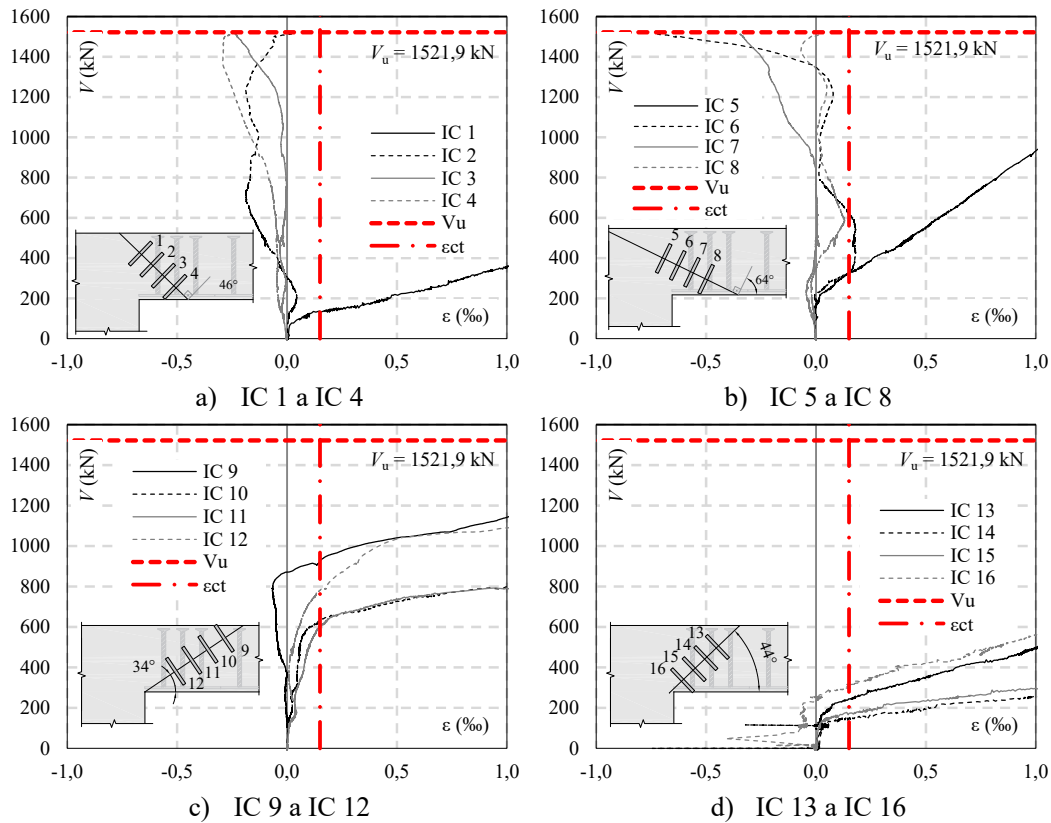 1600
1400
1200
1000
800
600
400
200
0
V (kN)
Vu = 1521,9 kN
IC 1
IC 2
IC 3
IC 4
Vu
εct
1
2
3
4
46°
ε (‰)
-1,0
-0,5
0,0
0,5
1,0
a) IC 1 a IC 4
1600
1400
1200
1000
800
600
400
200
0
V (kN)
Vu = 1521,9 kN
IC 5
IC 6
IC 7
IC 8
Vu
εct
5
6
7
8
64°
ε (‰)
-1,0
-0,5
0,0
0,5
1,0
b) IC 5 a IC 8
1600
1400
1200
1000
800
600
400
200
0
V (kN)
Vu = 1521,9 kN
IC 9
IC 10
IC 11
IC 12
Vu
εct
34°
9
10
11
12
ε (‰)
-1,0
-0,5
0,0
0,5
1,0
c) IC 9 a IC 12
1600
1400
1200
1000
800
600
400
200
0
V (kN)
Vu = 1521,9 kN
IC 13
IC 14
IC 15
IC 16
Vu
εct
13
14
15
16
44°
ε (‰)
-1,0
-0,5
0,0
0,5
1,0
d) IC 13 a IC 16